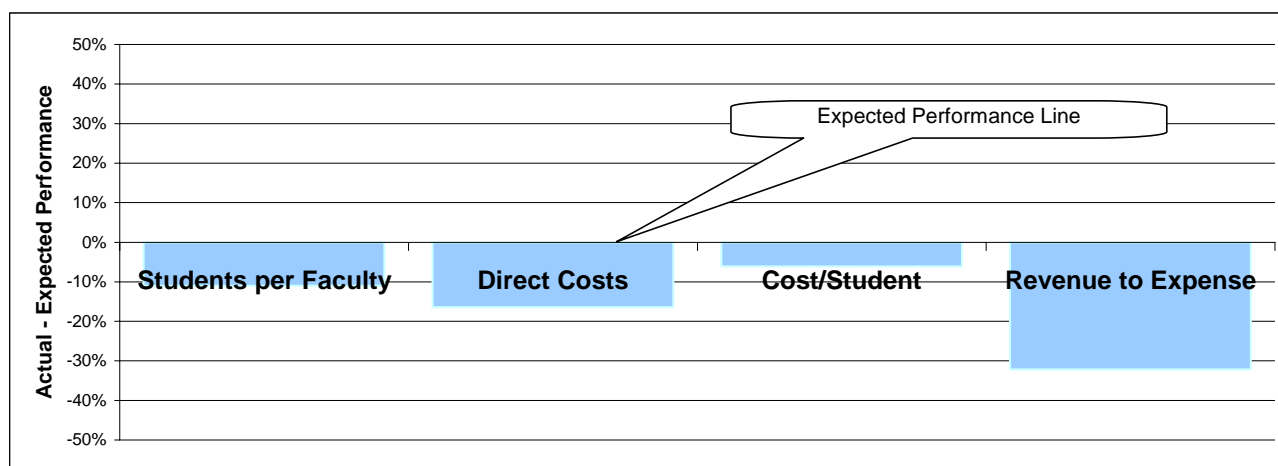 50%
40%
30%
20%
10%
0%
-10%
-20%
-30%
-40%
-50%
Actual - Expected Performance
Expected Performance Line
Students per Faculty
Direct Costs
Cost/Student
Revenue to Expense